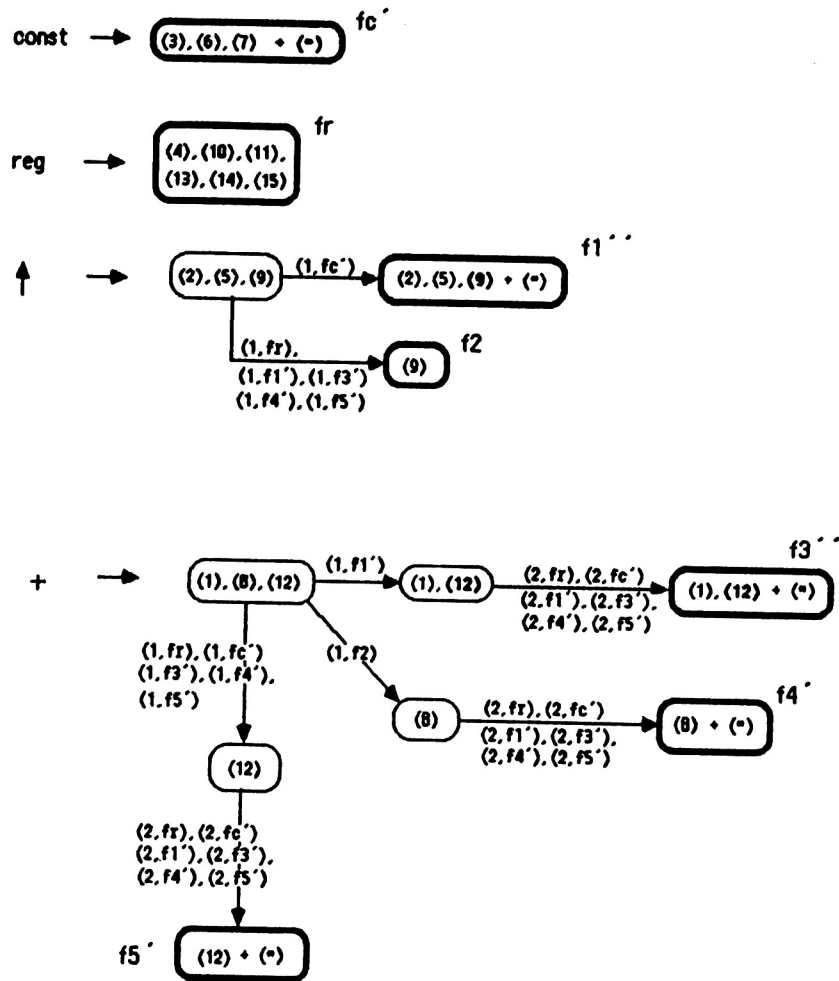 const
fc´
(3),(6),(7) + (=)
reg
fr
(4),(10),(11),
(13),(14),(15)
f1´´
(2),(5),(9)
(1,fc´)
(2),(5),(9) + (=)
(1,fr),
(1,f1´),(1,f3´)
(1,f4´),(1,f5´)
f2
(9)
+
(1),(8),(12)
(1,f1´)
(1),(12)
(2,fr),(2,fc´)
(2,f1´),(2,f3´),
(2,f4´),(2,f5´)
f3´´
(1),(12) + (=)
(1,fr),(1,fc´)
(1,f3´),(1,f4´),
(1,f5´)
(1,f2)
(8)
(2,fr),(2,fc´)
(2,f1´),(2,f3´),
(2,f4´),(2,f5´)
f4´
(8) + (=)
(12)
(2,fr),(2,fc´)
(2,f1´),(2,f3´),
(2,f4´),(2,f5´)
f5´
(12) + (=)